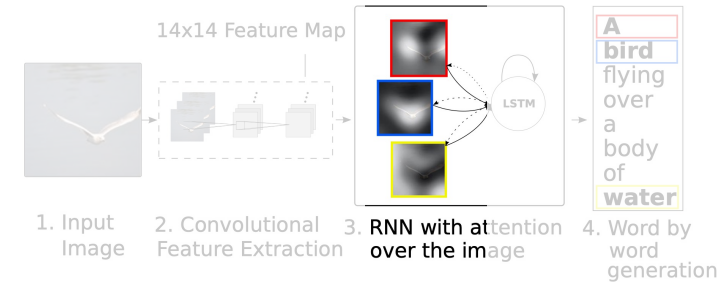 14x14 Feature Map
LSTM
A
bird
flying
over
a
body
of
water
1. Input
Image
2. Convolutional
Feature Extraction
3. RNN with attention
over the image
4. Word by
word
generation